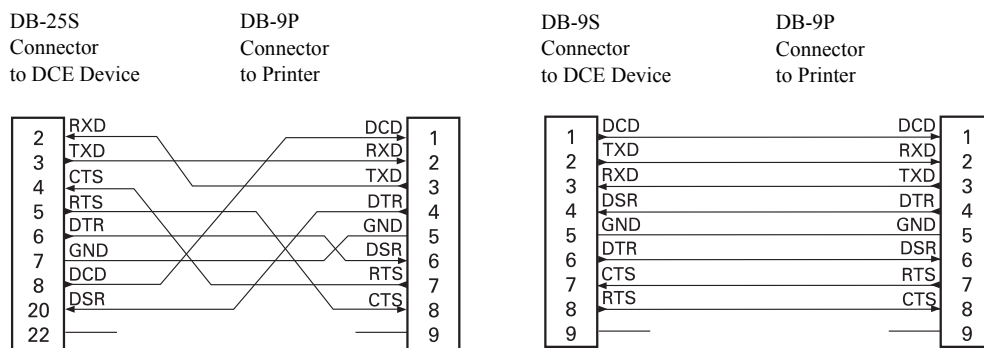 DB-25S
Connector
to DCE Device
DB-9P
Connector
to Printer
2 RXD DCD 1
3 TXD RXD 2
4 CTS TXD 3
5 RTS DTR 4
6 DTR GND 5
7 GND DSR 6
8 DCD RTS 7
20 DSR CTS 8
22 9
DB-9S
Connector
to DCE Device
DB-9P
Connector
to Printer
1 DCD DCD 1
2 TXD RXD 2
3 RXD TXD 3
4 DSR DTR 4
5 GND GND 5
6 DTR DSR 6
7 CTS RTS 7
8 RTS CTS 8
9 9